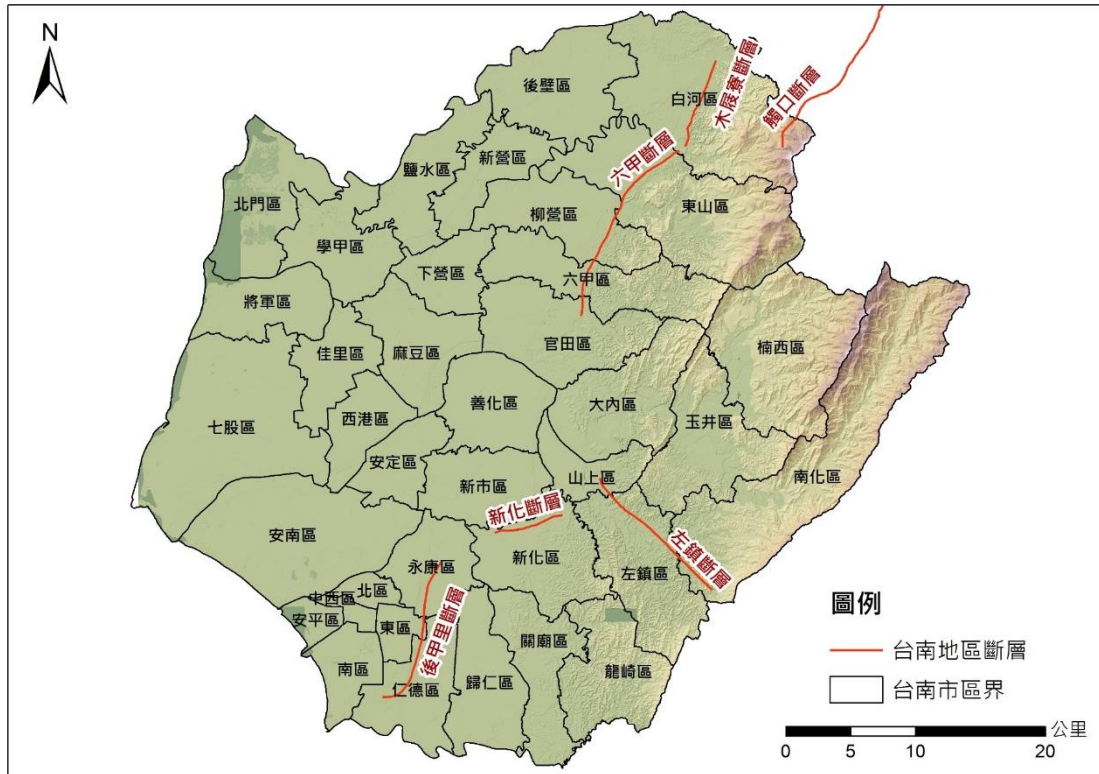 N
後壁區
白河區
木屐寮斷層
觸口斷層
新營區
鹽水區
六甲斷層
北門區
柳營區
東山區
學甲區
下營區
六甲區
將軍區
官田區
楠西區
佳里區
麻豆區
善化區
大內區
玉井區
七股區
西港區
安定區
新市區
山上區
南化區
新化斷層
安南區
新化區
左鎮斷層
永康區
左鎮區
北區
中西區
安平區
東區
後甲里斷層
關廟區
南區
仁德區
歸仁區
龍崎區
圖例
台南地區斷層
台南市區界
公里
0 5 10 20